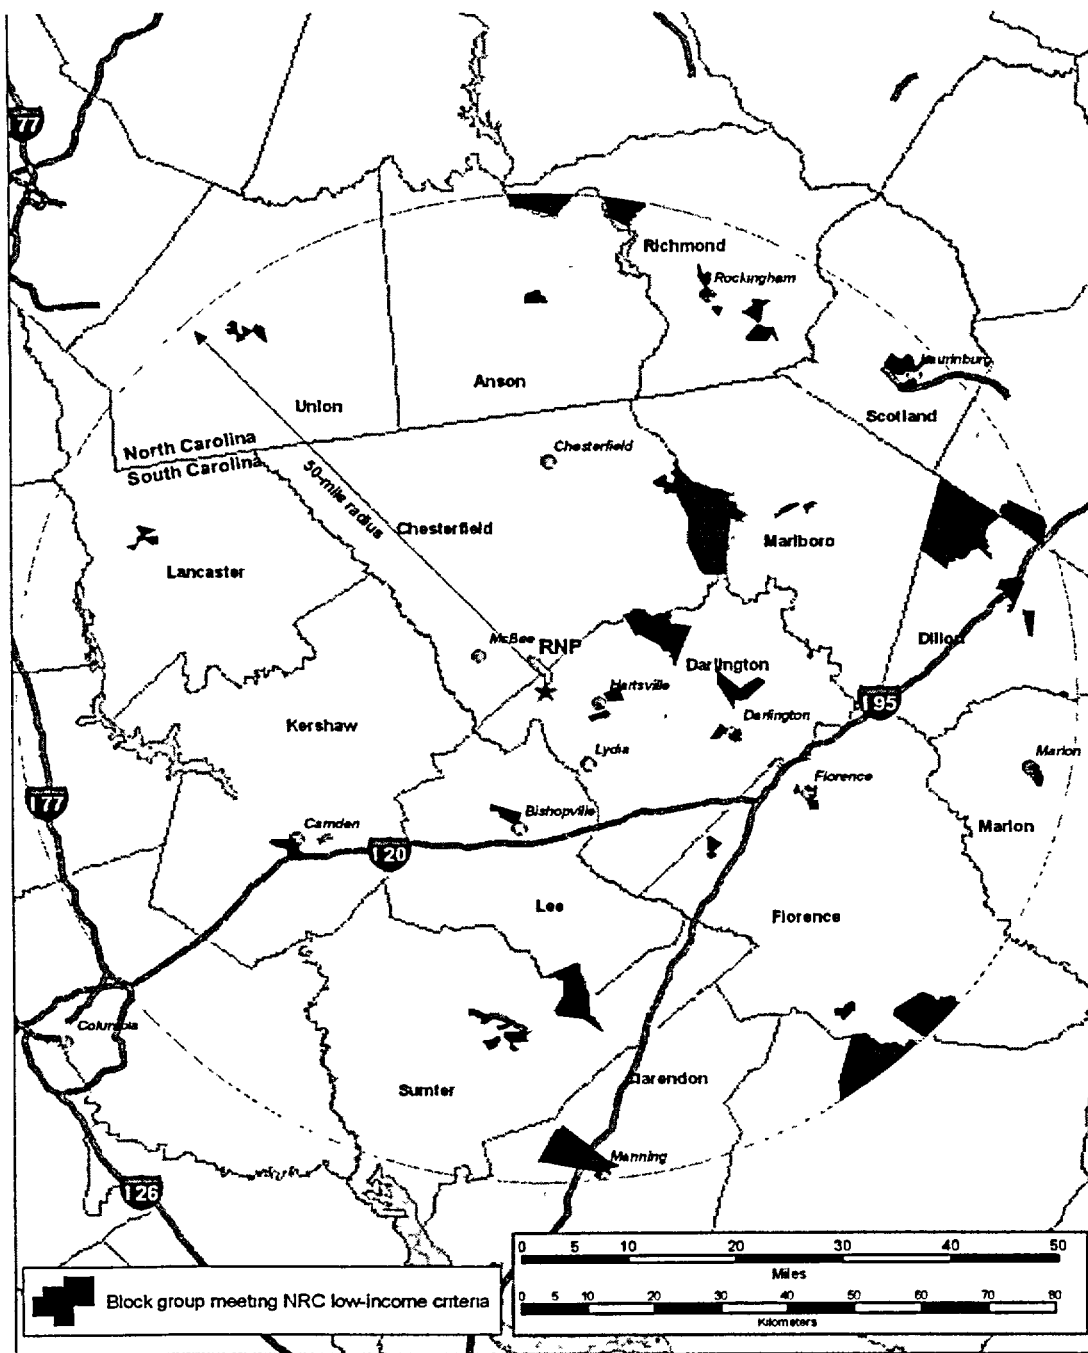 I 77
Richmond
Rockingham
Laurinburg
Anson
Union
Scotland
North Carolina
South Carolina
Chesterfield
50-mile radius
Chesterfield
Marlboro
Lancaster
McBee
RNP
Dillon
Darlington
Hartsville
I 95
Kershaw
Darlington
Lydia
Marion
Florence
I 77
Camden
Bishopville
Marion
I 20
Lee
Florence
Columbia
Sumter
Clarendon
Manning
I 26
0 5 10 20 30 40 50
Miles
Block group meeting NRC low-income criteria
0 5 10 20 30 40 50 60 70 80
Kilometers